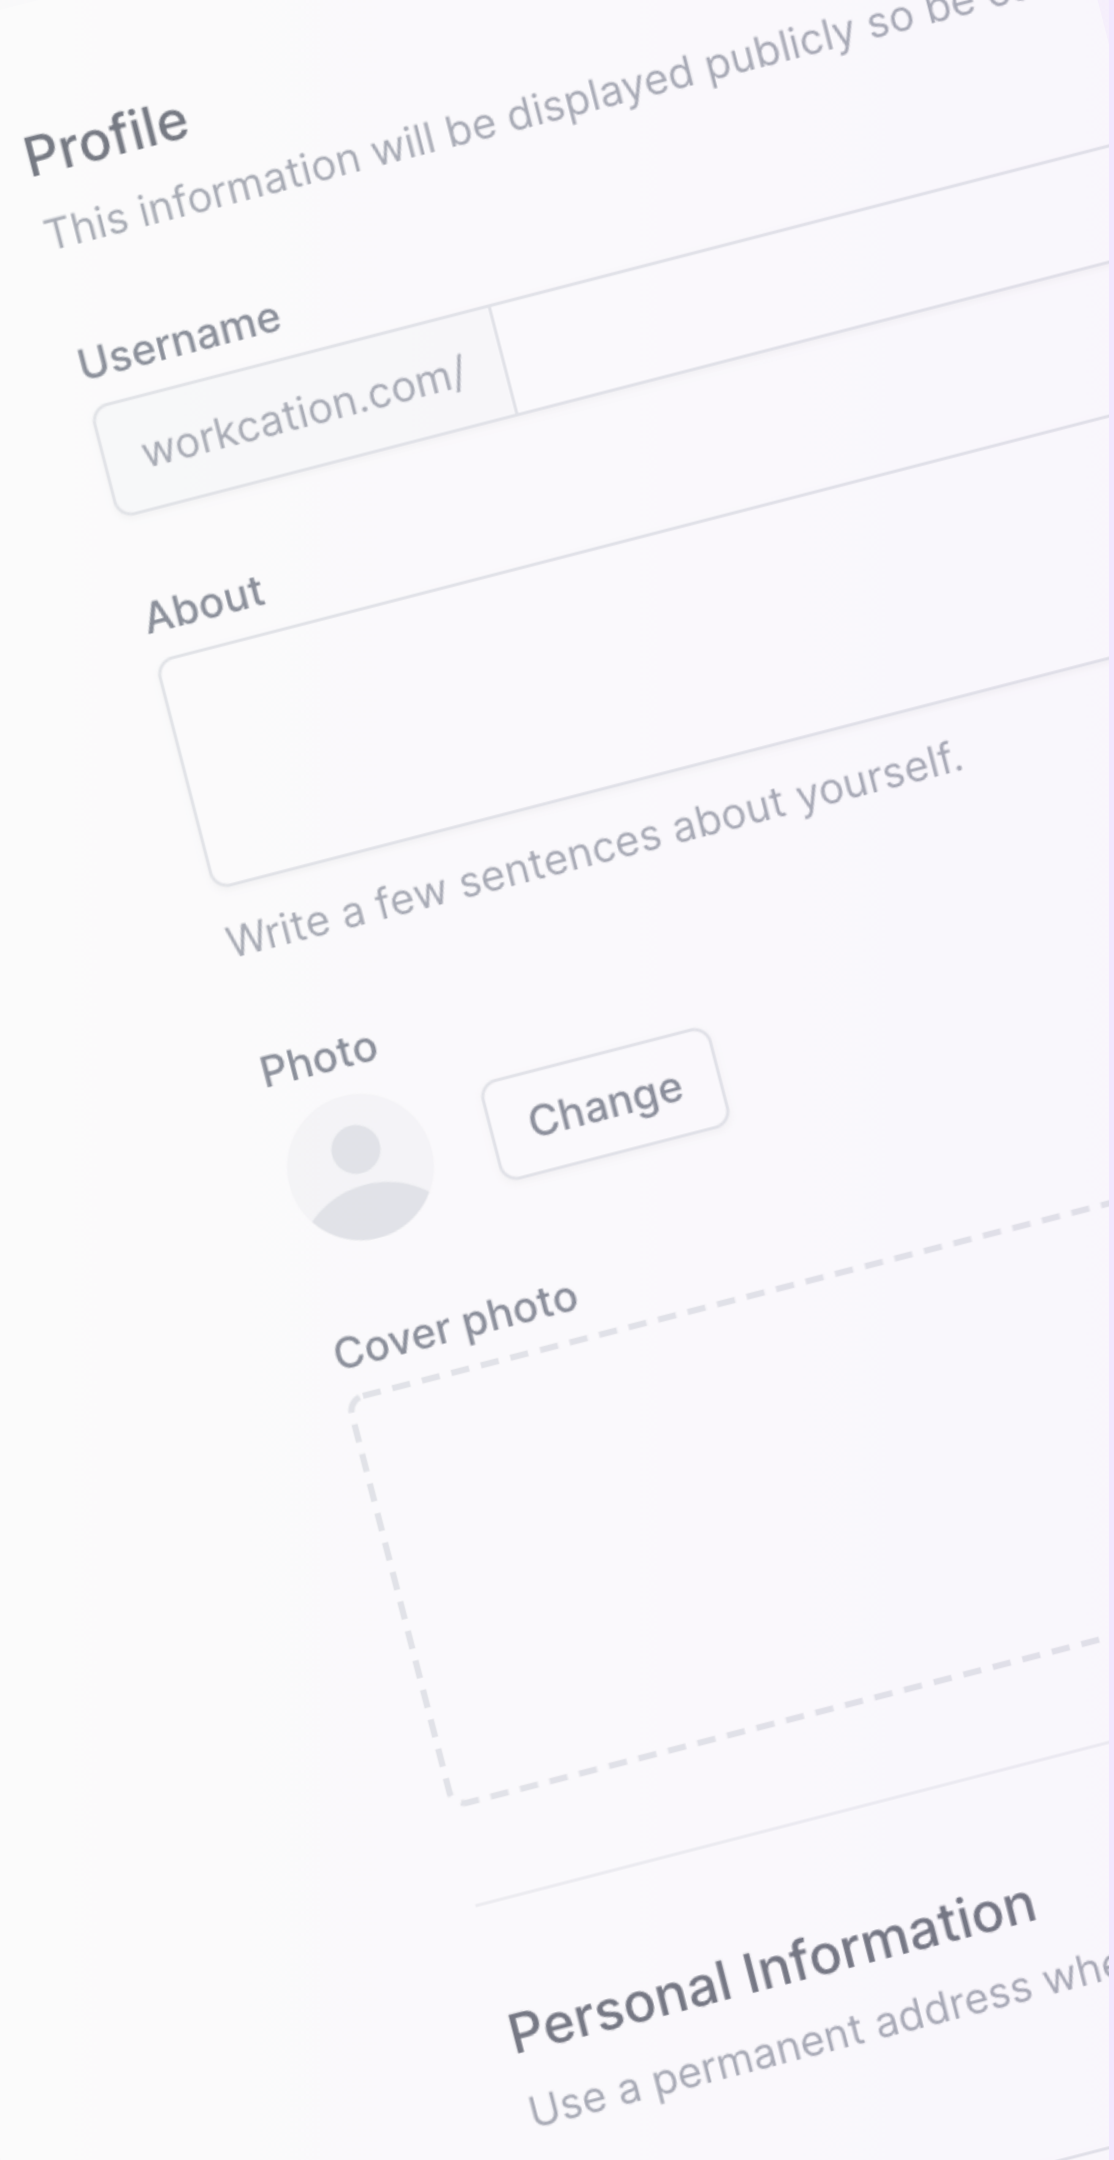 Profile
This information will be displayed publicly so be
Username
workcation.com/
About
Write a few sentences about yourself.
Photo
Change
Cover photo
Personal Information
Use a permanent address